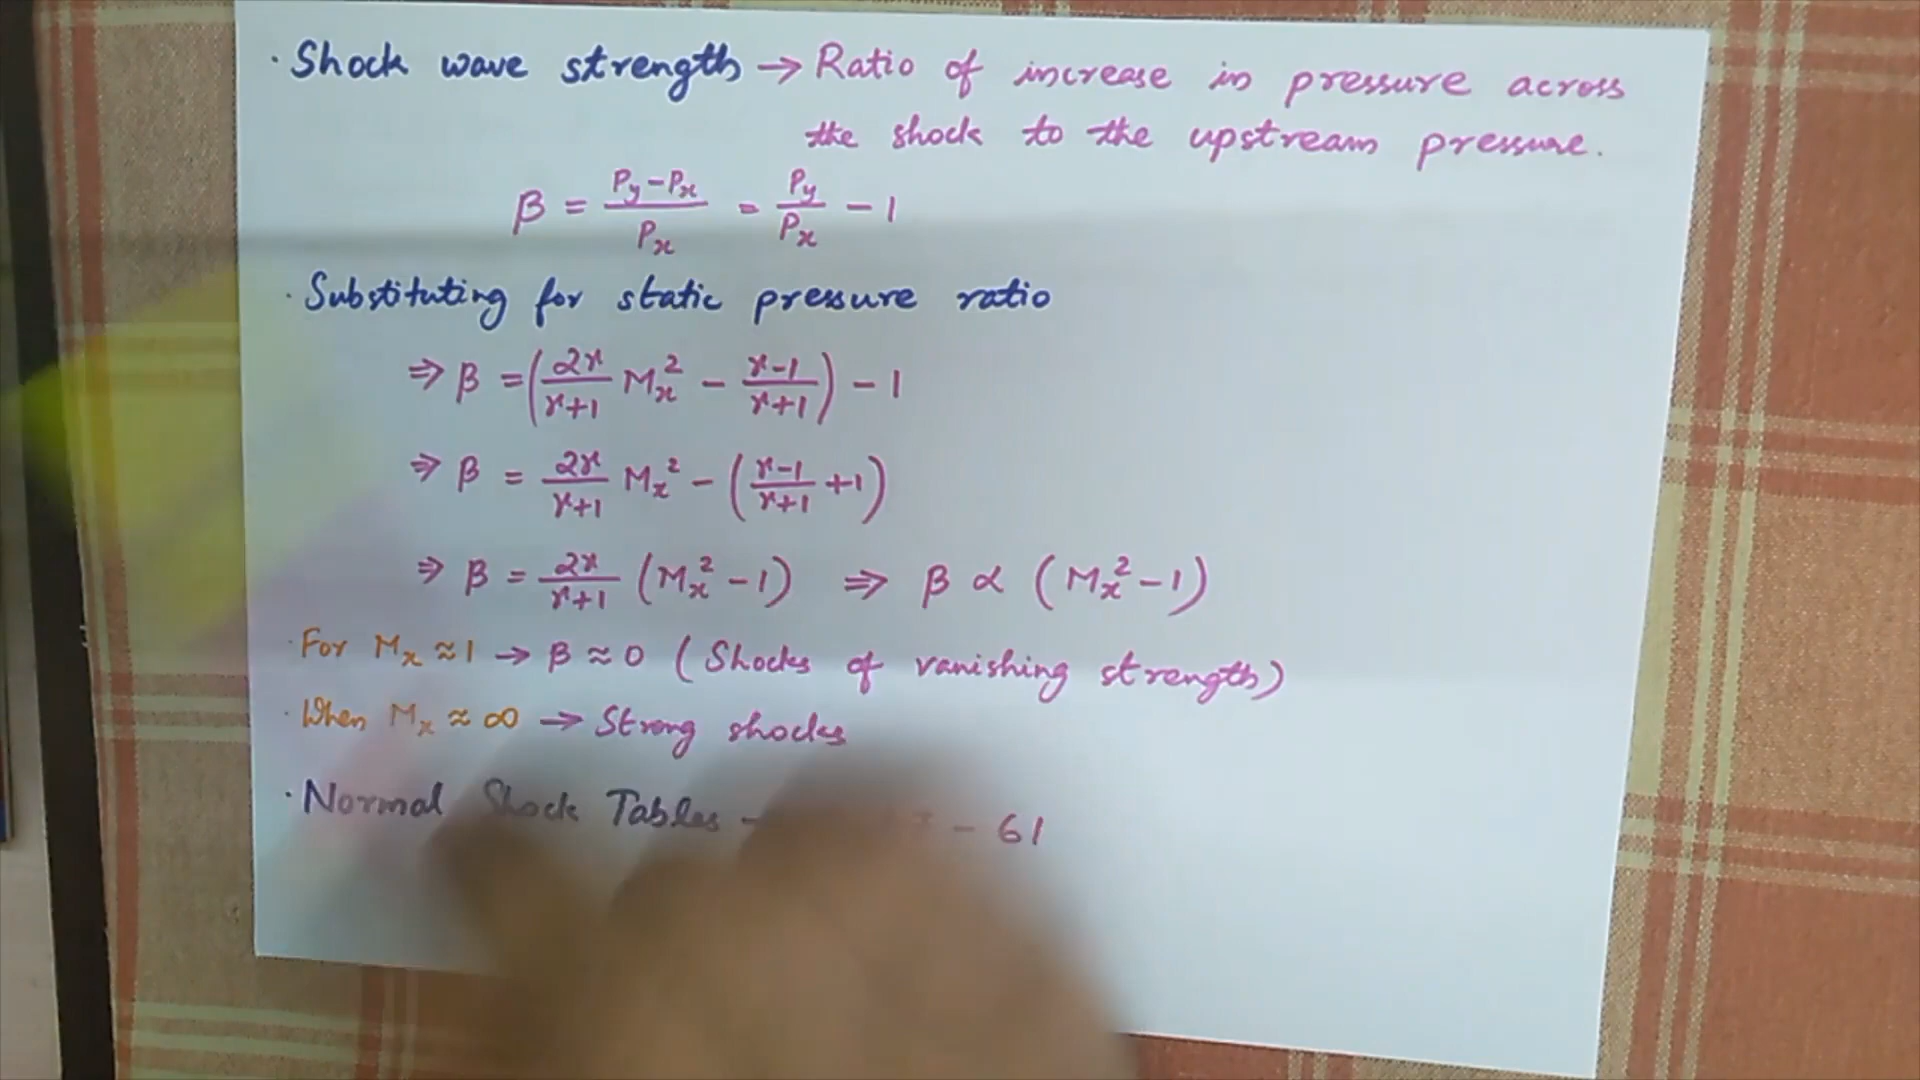 · Shock wave strength → Ratio of increase in pressure across
the shock to the upstream pressure.
β = (Py − Px)/Px = Py/Px − 1
· Substituting for static pressure ratio
⇒ β = (2γ/(γ+1) Mx² − (γ−1)/(γ+1)) − 1
⇒ β = 2γ/(γ+1) Mx² − ((γ−1)/(γ+1) + 1)
⇒ β = 2γ/(γ+1) (Mx² − 1) ⇒ β ∝ (Mx² − 1)
· For Mx ≈ 1 → β ≈ 0 (Shocks of vanishing strength)
· When Mx ≈ ∞ → Strong shocks
· Normal Shock Tables − 61